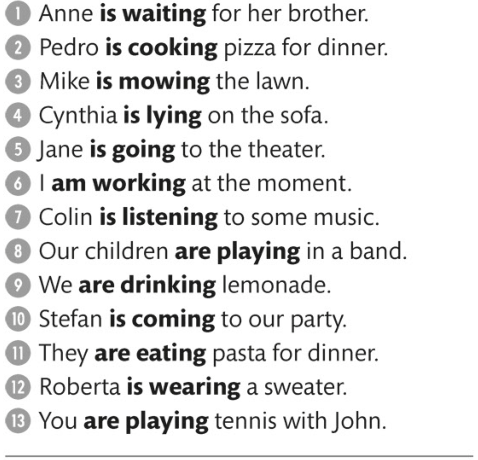 1 Anne is waiting for her brother.
2 Pedro is cooking pizza for dinner.
3 Mike is mowing the lawn.
4 Cynthia is lying on the sofa.
5 Jane is going to the theater.
6 I am working at the moment.
7 Colin is listening to some music.
8 Our children are playing in a band.
9 We are drinking lemonade.
10 Stefan is coming to our party.
11 They are eating pasta for dinner.
12 Roberta is wearing a sweater.
13 You are playing tennis with John.